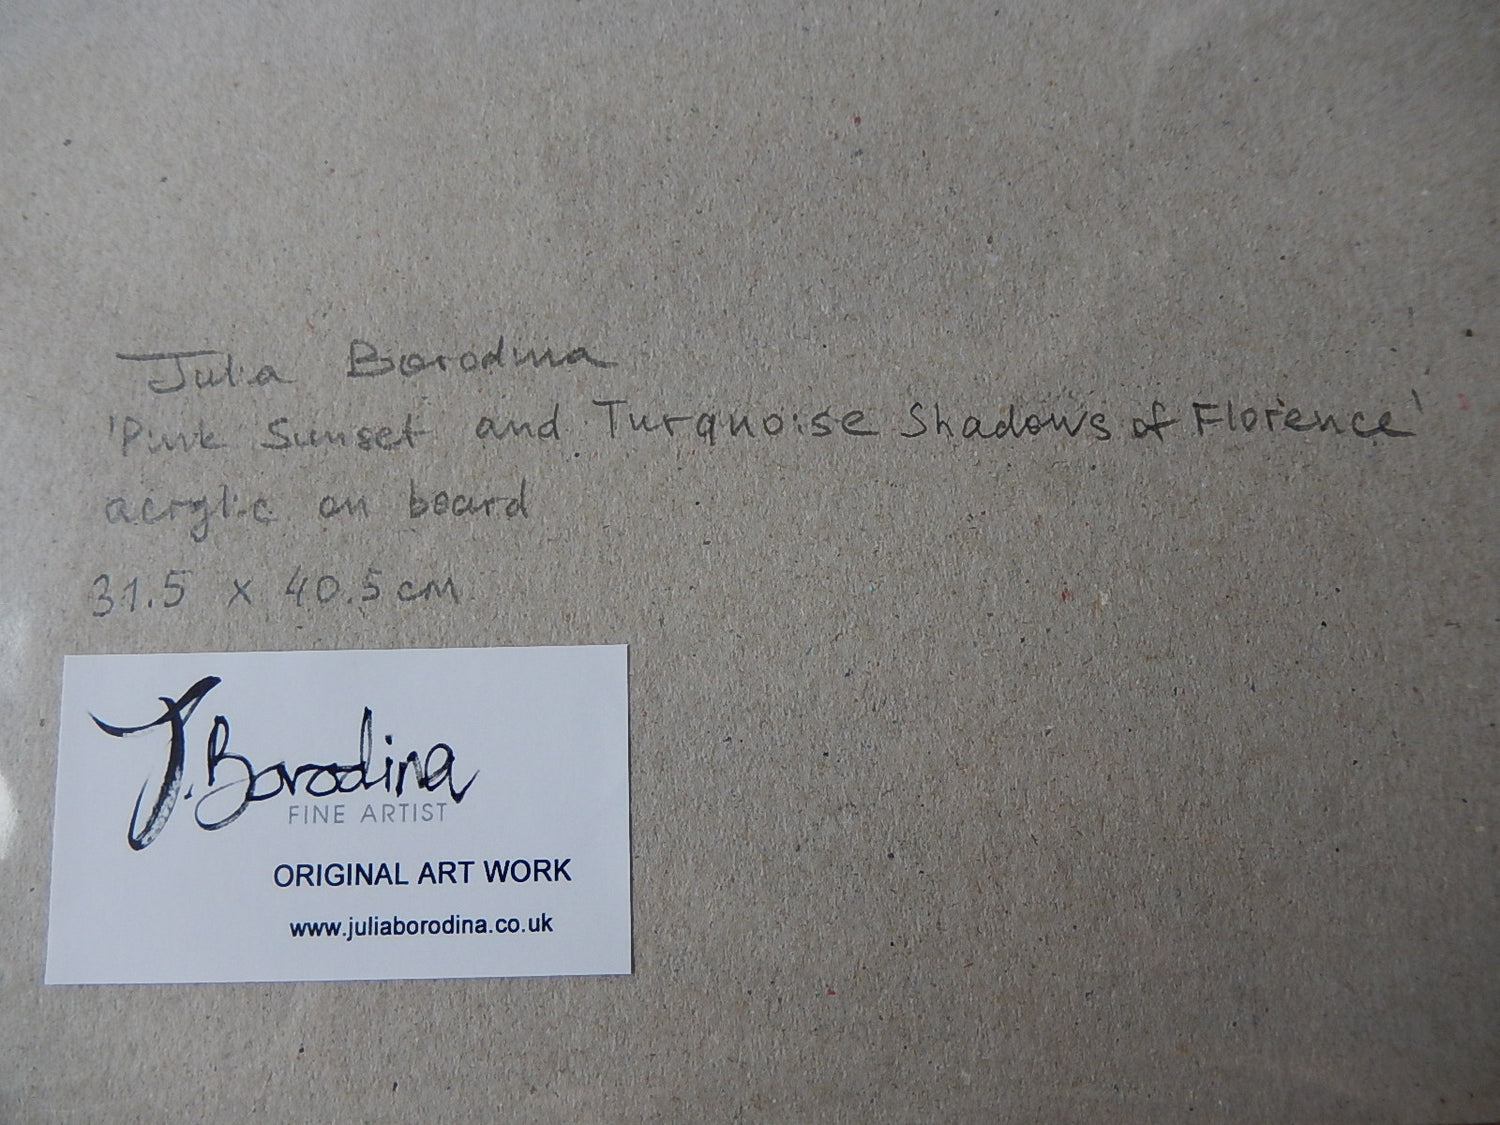 Julia Borodina
'Pink Sunset and Turquoise Shadows of Florence'
acrylic on board
31.5 x 40.5 cm
J. Borodina
FINE ARTIST
ORIGINAL ART WORK
www.juliaborodina.co.uk